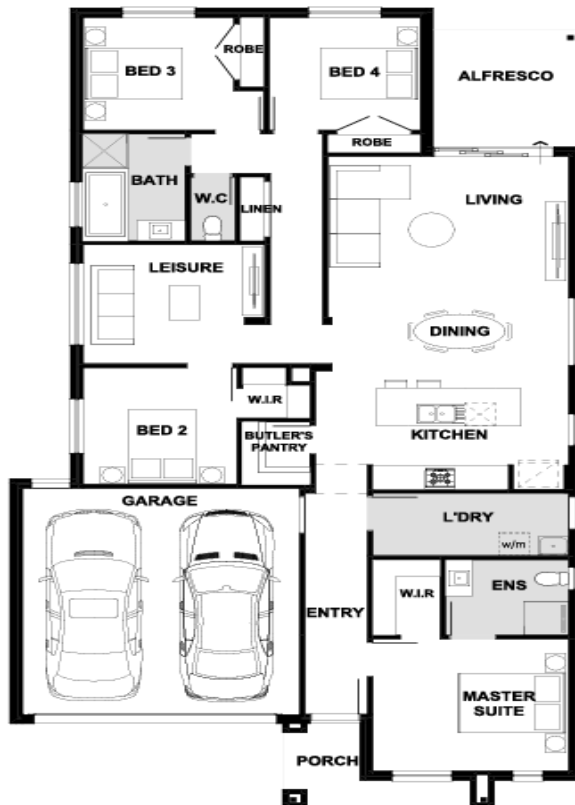 ROBE
BED 3
BED 4
ALFRESCO
ROBE
BATH
W.C
LINEN
LIVING
LEISURE
DINING
W.I.R
BED 2
BUTLER'S
PANTRY
KITCHEN
GARAGE
L'DRY
w/m
ENS
W.I.R
ENTRY
MASTER
SUITE
PORCH